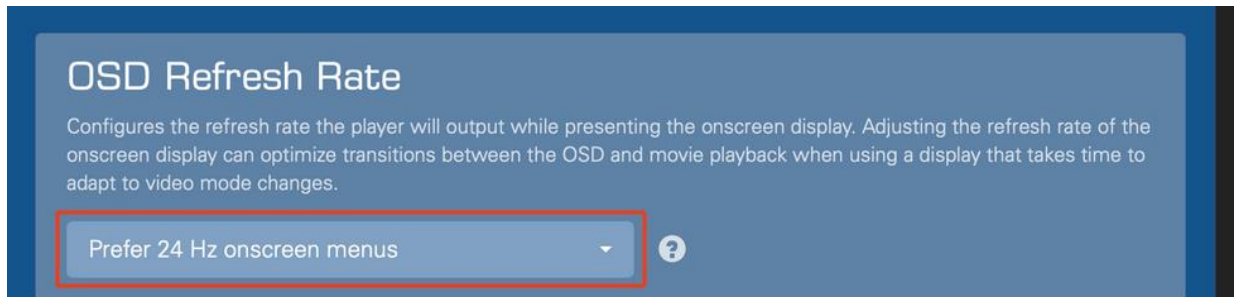 OSD Refresh Rate
Configures the refresh rate the player will output while presenting the onscreen display. Adjusting the refresh rate of the
onscreen display can optimize transitions between the OSD and movie playback when using a display that takes time to
adapt to video mode changes.
Prefer 24 Hz onscreen menus
?